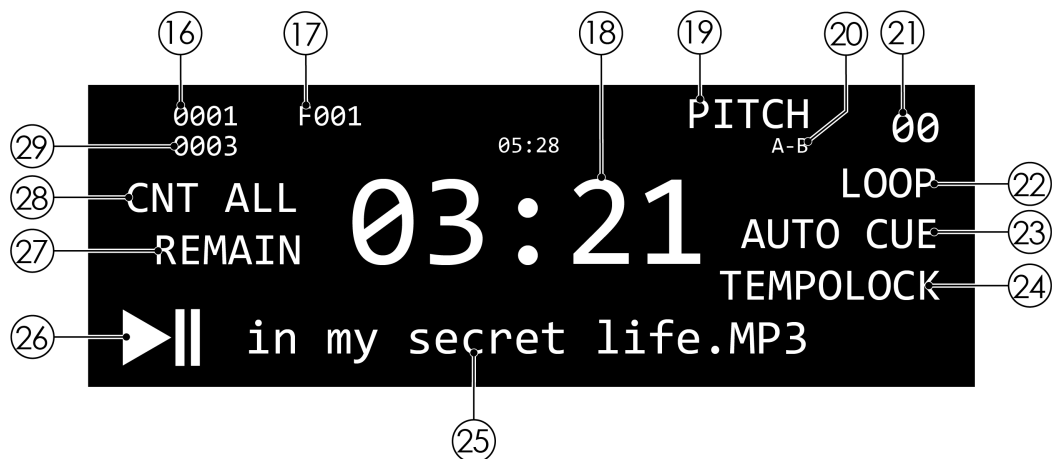 16 17 18 19 20 21
0001 F001 PITCH 00
29 0003 05:28 A-B
28 CNT ALL 03:21 LOOP 22
27 REMAIN AUTO CUE 23
TEMPOLOCK 24
26 in my secret life.MP3
25